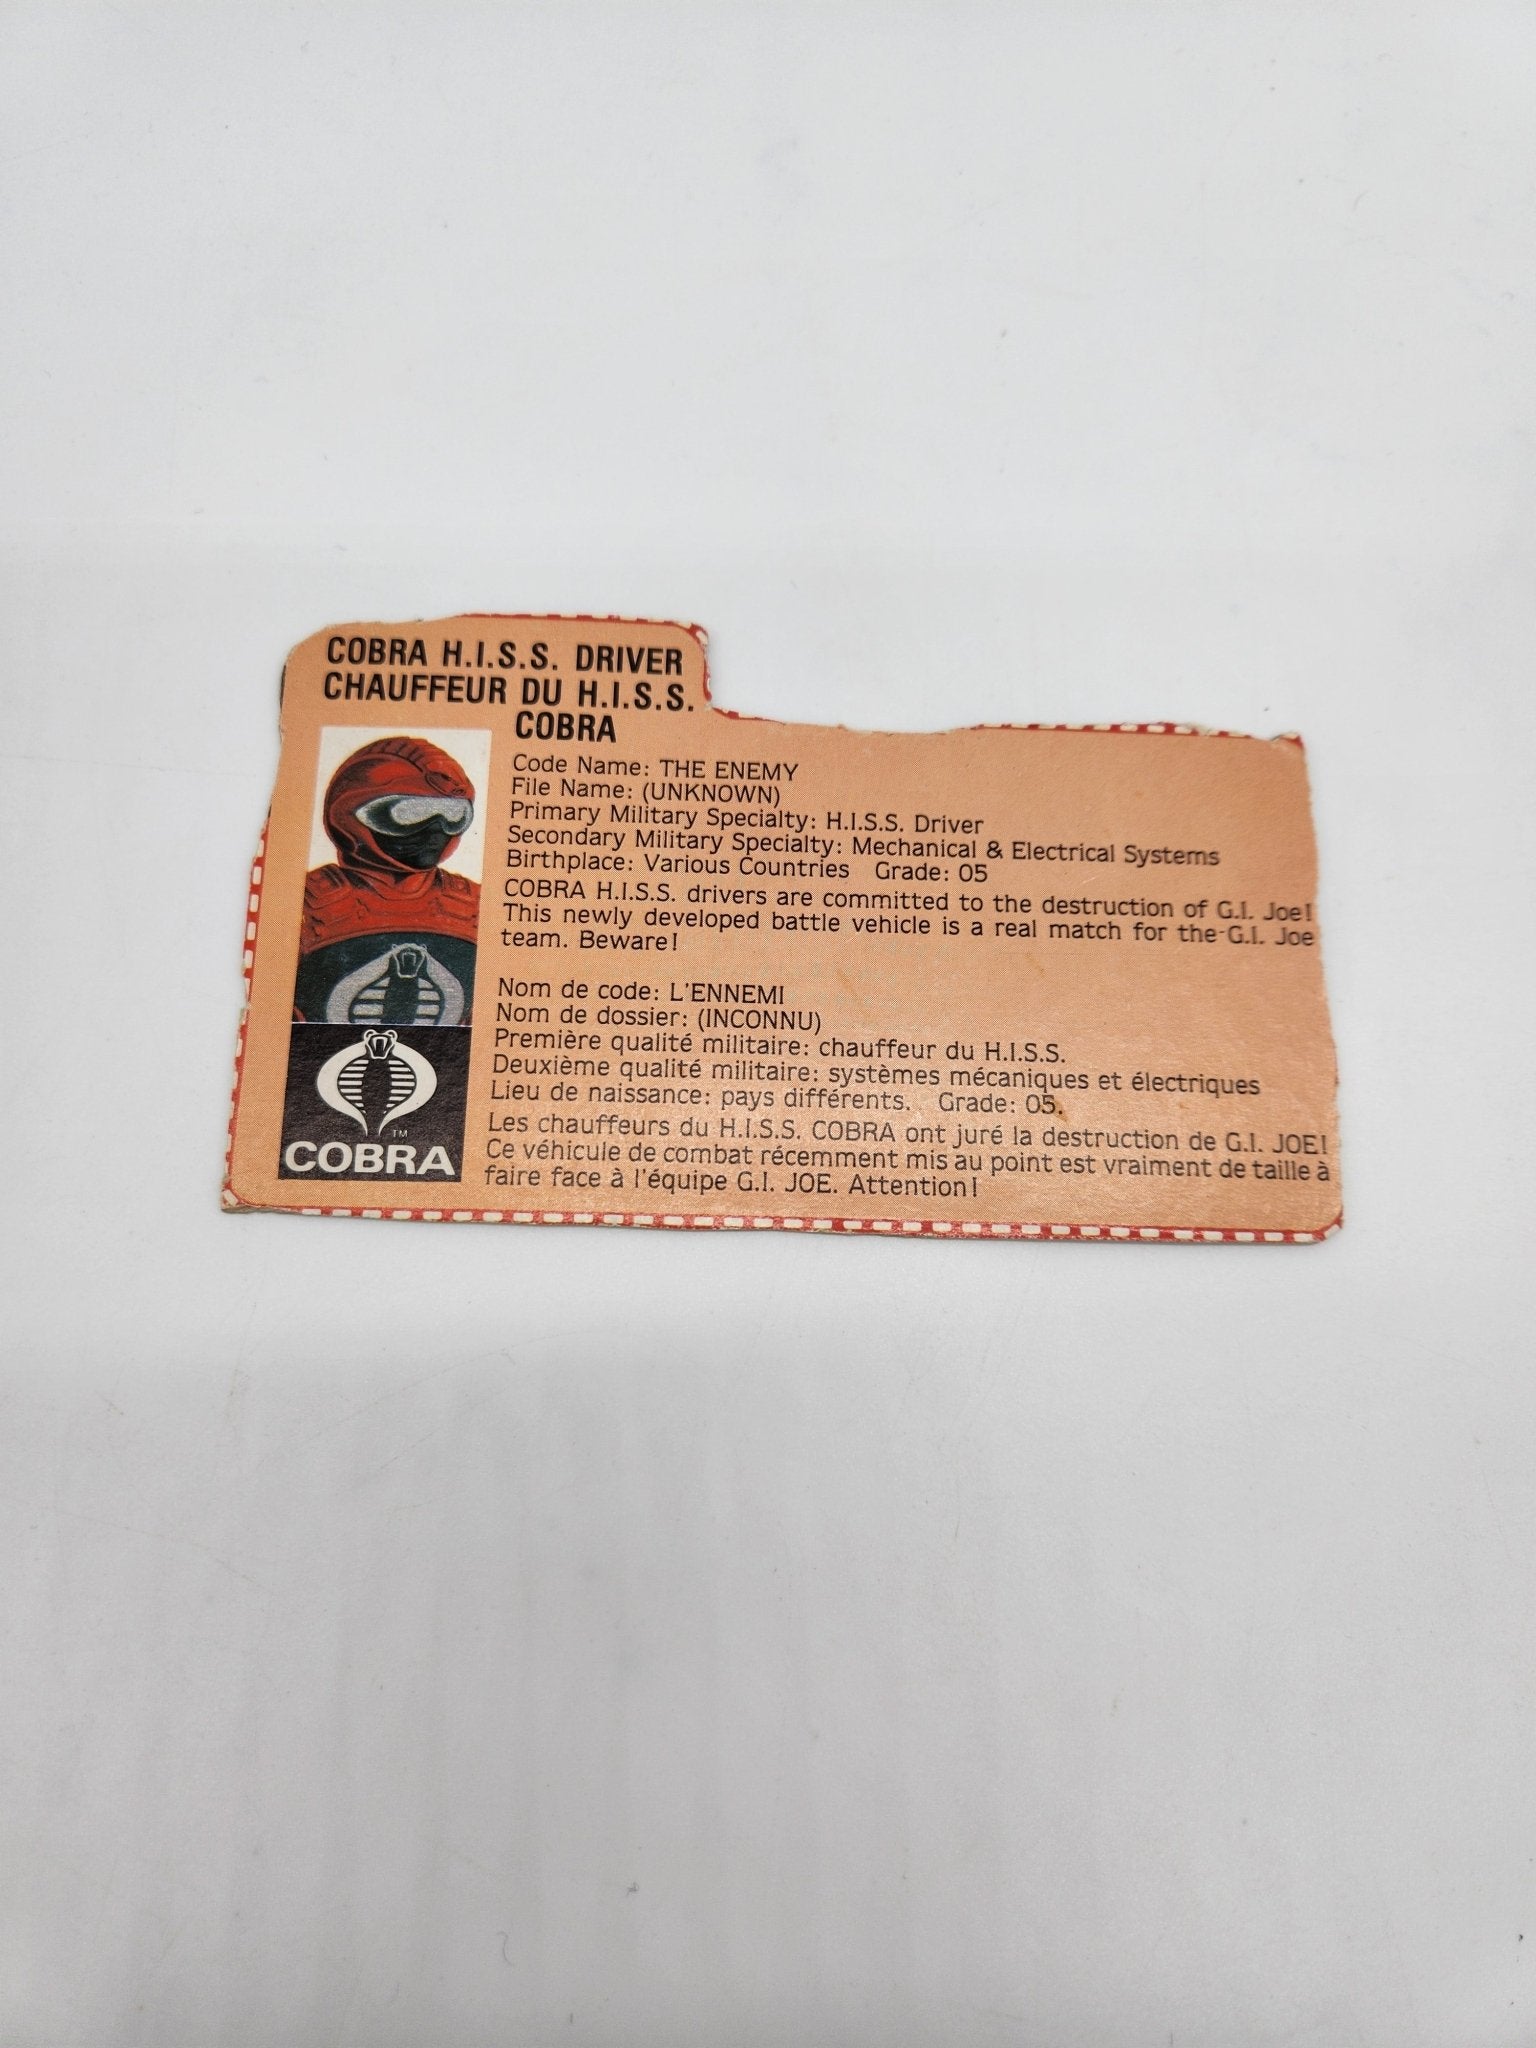 COBRA H.I.S.S. DRIVER
CHAUFFEUR DU H.I.S.S.
COBRA
Code Name: THE ENEMY
File Name: (UNKNOWN)
Primary Military Specialty: H.I.S.S. Driver
Secondary Military Specialty: Mechanical & Electrical Systems
Birthplace: Various Countries Grade: 05
COBRA H.I.S.S. drivers are committed to the destruction of G.I. Joe!
This newly developed battle vehicle is a real match for the G.I. Joe
team. Beware!
Nom de code: L'ENNEMI
Nom de dossier: (INCONNU)
Première qualité militaire: chauffeur du H.I.S.S.
Deuxième qualité militaire: systèmes mécaniques et électriques
Lieu de naissance: pays différents. Grade: 05.
Les chauffeurs du H.I.S.S. COBRA ont juré la destruction de G.I. JOE!
Ce véhicule de combat récemment mis au point est vraiment de taille à
faire face à l'équipe G.I. JOE. Attention!
TM
COBRA